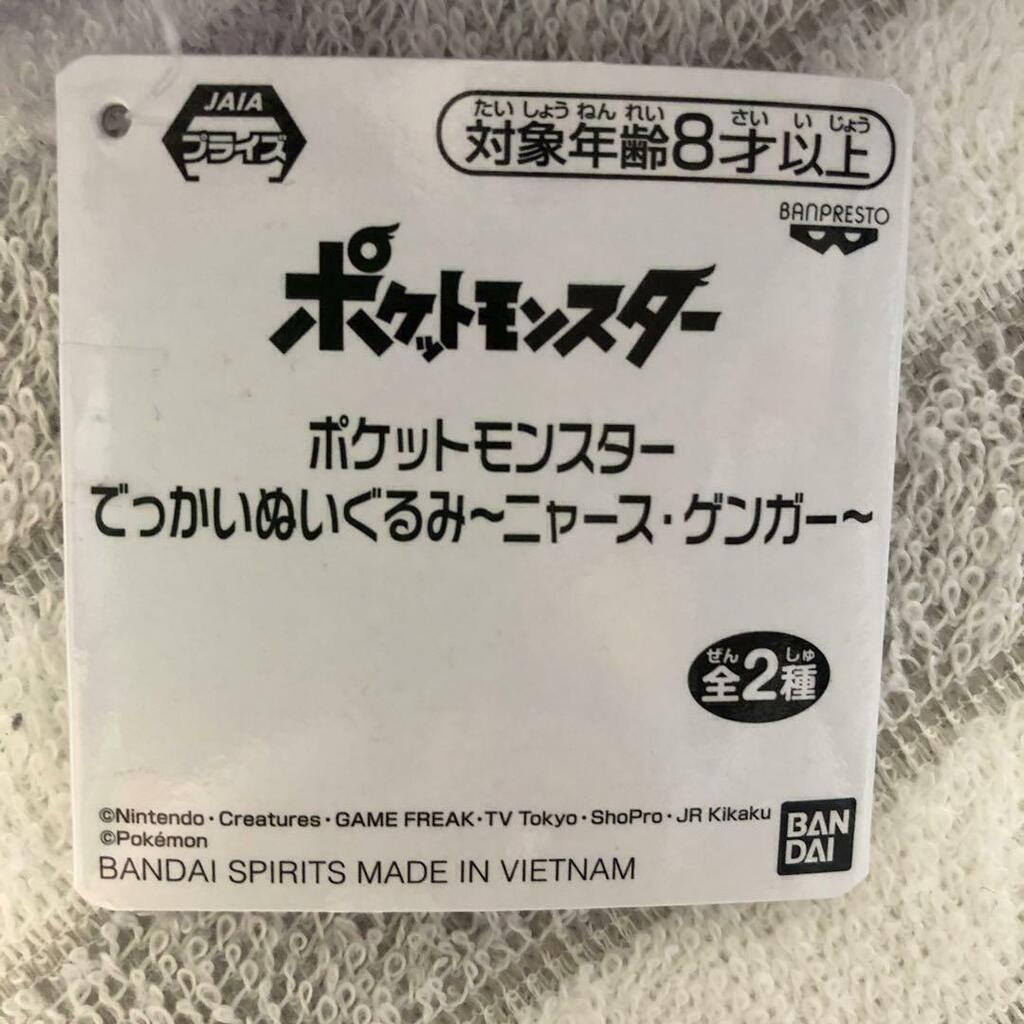 JAIA
プライズ
たいしょうねんれい さいいじょう
対象年齢8才以上
BANPRESTO
ポケットモンスター
ポケットモンスター
でっかいぬいぐるみ～ニャース・ゲンガー～
ぜん しゅ
全2種
©Nintendo・Creatures・GAME FREAK・TV Tokyo・ShoPro・JR Kikaku
©Pokémon
BANDAI SPIRITS MADE IN VIETNAM
BAN
DAI